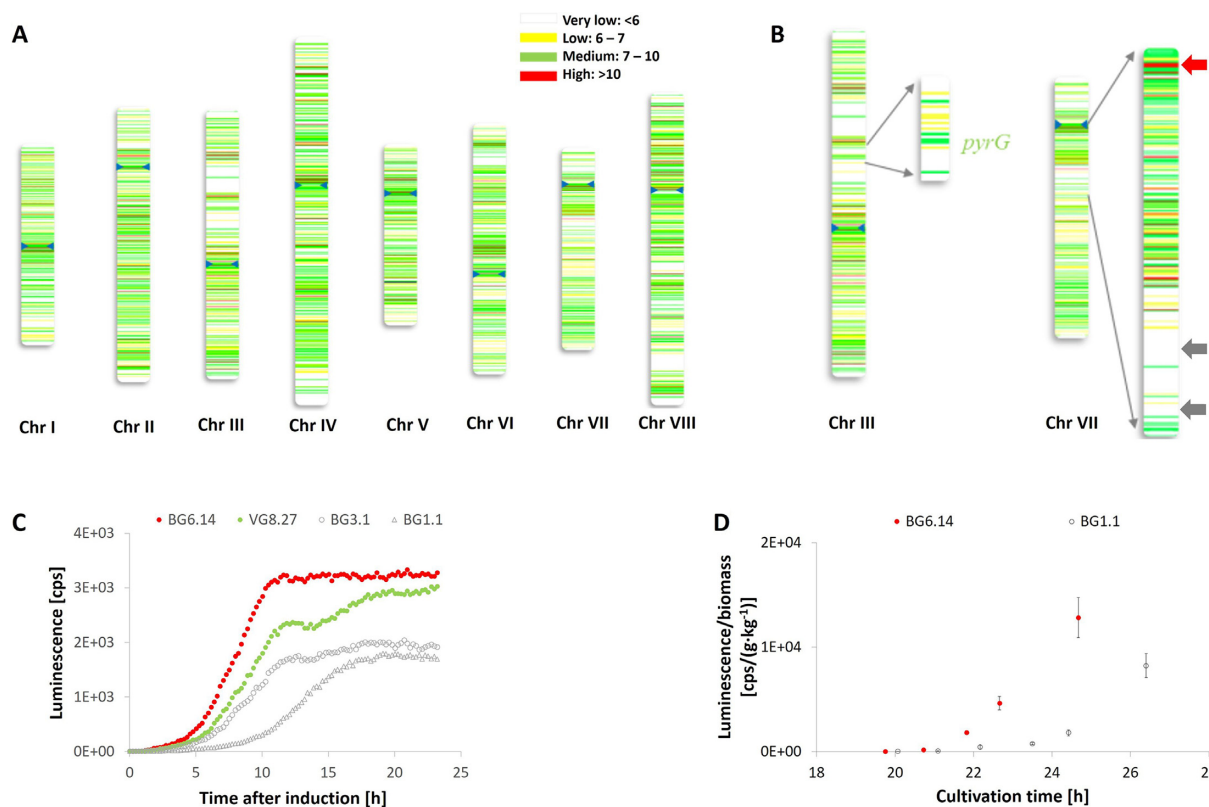 A
Very low: <6
Low: 6 – 7
Medium: 7 – 10
High: >10
Chr I
Chr II
Chr III
Chr IV
Chr V
Chr VI
Chr VII
Chr VIII
B
pyrG
Chr III
Chr VII
C
BG6.14
VG8.27
BG3.1
BG1.1
Luminescence [cps]
4E+03
3E+03
2E+03
1E+03
0E+00
0
5
10
15
20
25
Time after induction [h]
D
BG6.14
BG1.1
Luminescence/biomass
[cps/(g·kg⁻¹)]
2E+04
1E+04
0E+00
18
20
22
24
26
2
Cultivation time [h]